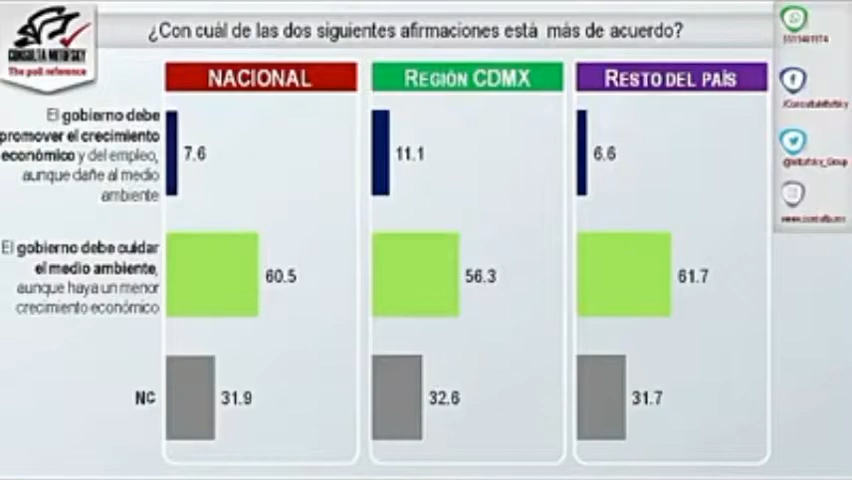 ¿Con cuál de las dos siguientes afirmaciones está más de acuerdo?
CONSULTA MITOFSKY
The poll reference
NACIONAL
REGIÓN CDMX
RESTO DEL PAÍS
El gobierno debe
promover el crecimiento
económico y del empleo,
aunque dañe al medio
ambiente
7.6
11.1
6.6
El gobierno debe cuidar
el medio ambiente,
aunque haya un menor
crecimiento económico
60.5
56.3
61.7
NC
31.9
32.6
31.7